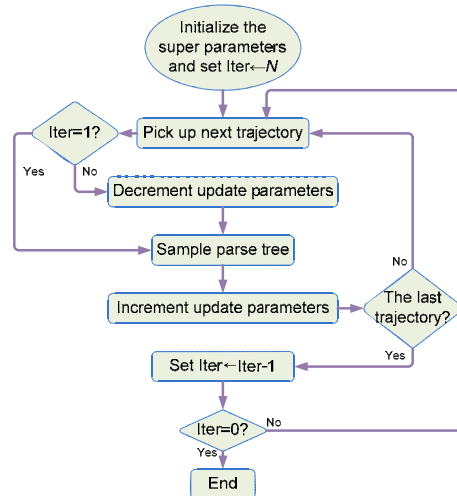 Initialize the
super parameters
and set Iter←N
Iter=1?
Pick up next trajectory
Yes
No
Decrement update parameters
Sample parse tree
No
Increment update parameters
The last
trajectory?
Yes
Set Iter←Iter-1
Iter=0?
No
Yes
End